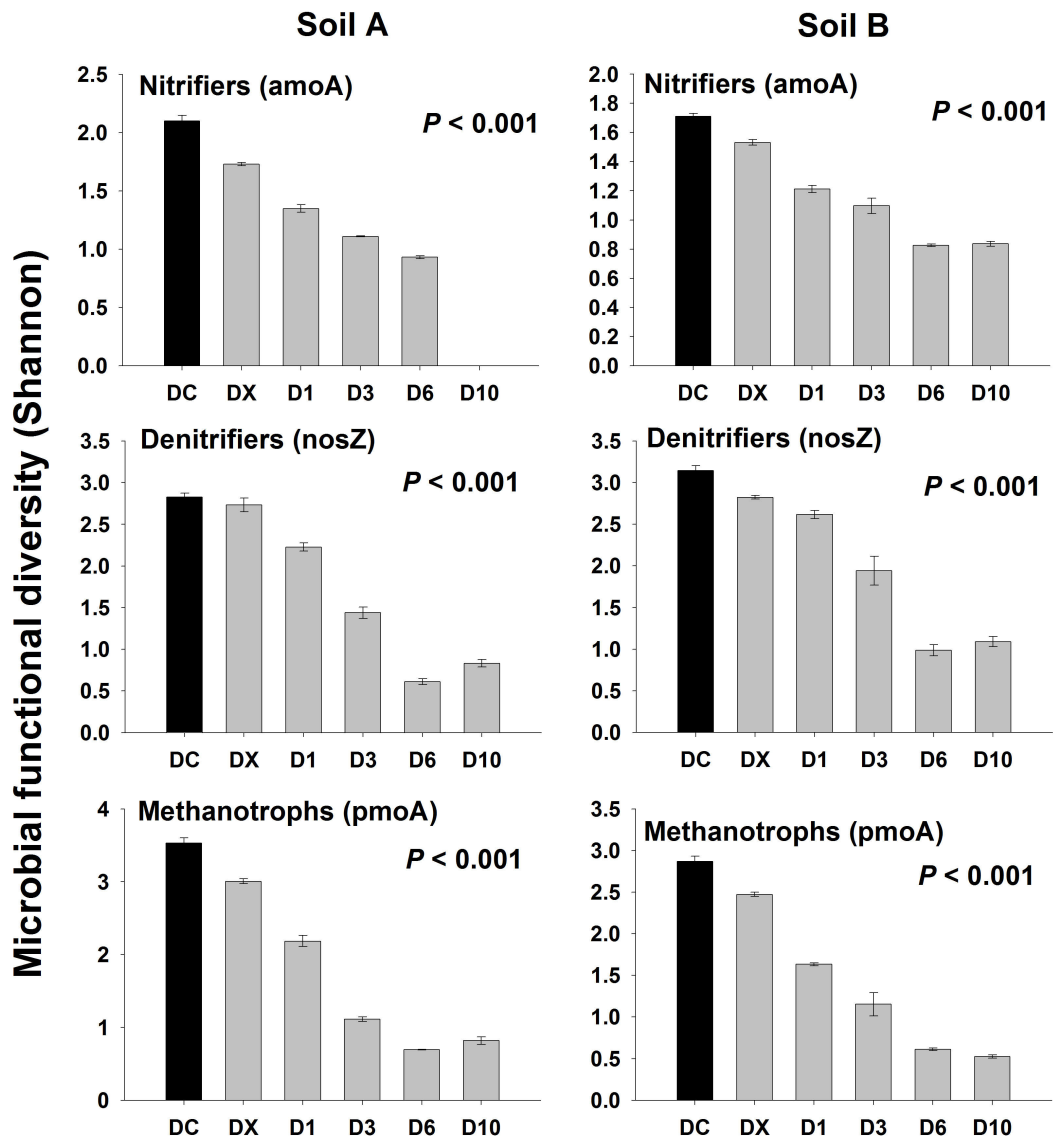 Soil A
Soil B
Microbial functional diversity (Shannon)
Nitrifiers (amoA)
P < 0.001
2.5
2.0
1.5
1.0
0.5
0.0
DC DX D1 D3 D6 D10
Nitrifiers (amoA)
P < 0.001
2.0
1.8
1.6
1.4
1.2
1.0
0.8
0.6
0.4
0.2
0.0
DC DX D1 D3 D6 D10
Denitrifiers (nosZ)
P < 0.001
3.5
3.0
2.5
2.0
1.5
1.0
0.5
0.0
DC DX D1 D3 D6 D10
Denitrifiers (nosZ)
P < 0.001
3.5
3.0
2.5
2.0
1.5
1.0
0.5
0.0
DC DX D1 D3 D6 D10
Methanotrophs (pmoA)
P < 0.001
4
3
2
1
0
DC DX D1 D3 D6 D10
Methanotrophs (pmoA)
P < 0.001
3.5
3.0
2.5
2.0
1.5
1.0
0.5
0.0
DC DX D1 D3 D6 D10